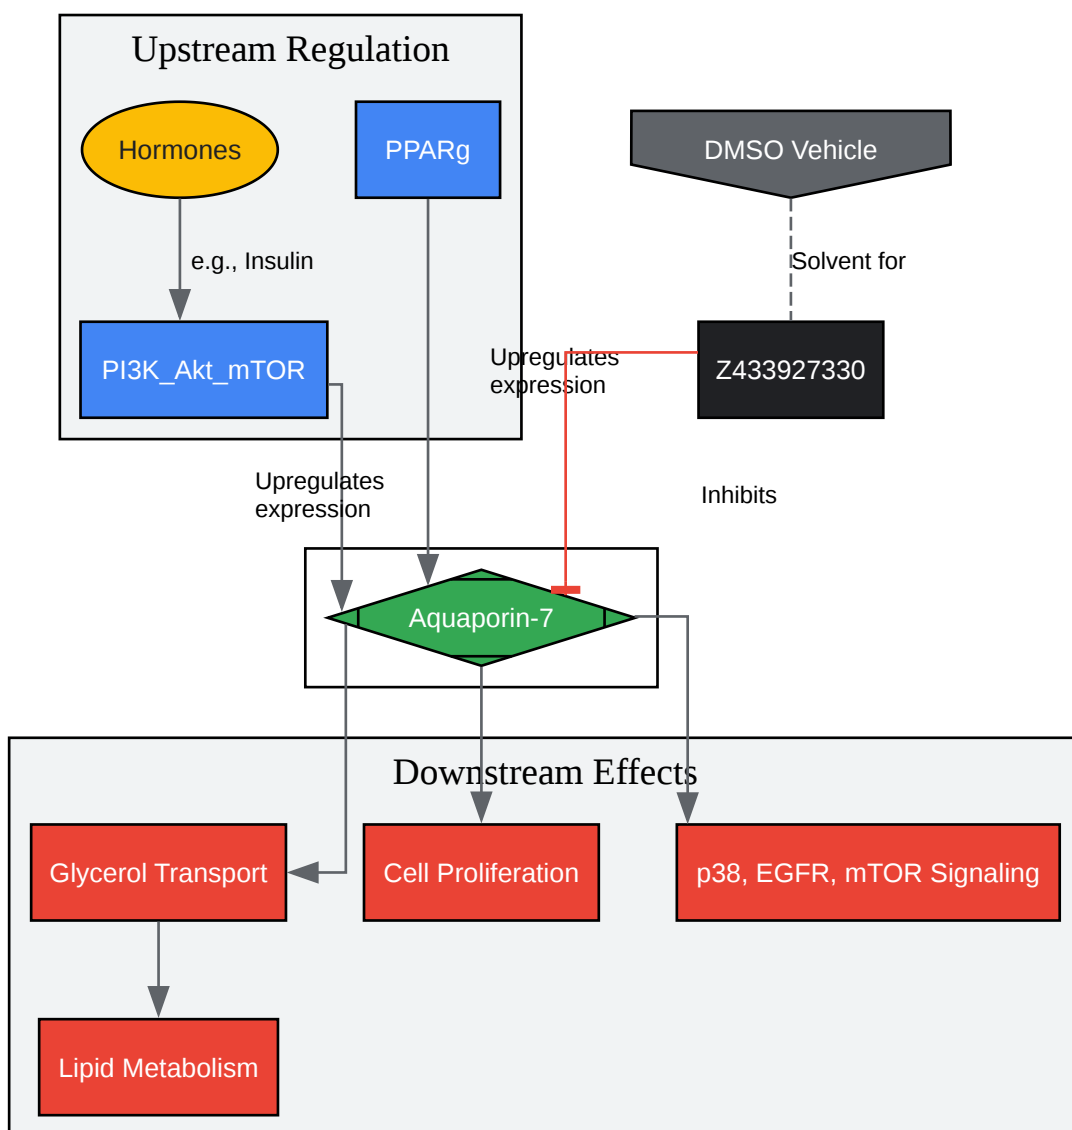 Upstream Regulation
Hormones
PPARg
DMSO Vehicle
e.g., Insulin
Solvent for
PI3K_Akt_mTOR
Upregulates
expression
Z433927330
Upregulates
expression
Inhibits
Aquaporin-7
Downstream Effects
Glycerol Transport
Cell Proliferation
p38, EGFR, mTOR Signaling
Lipid Metabolism